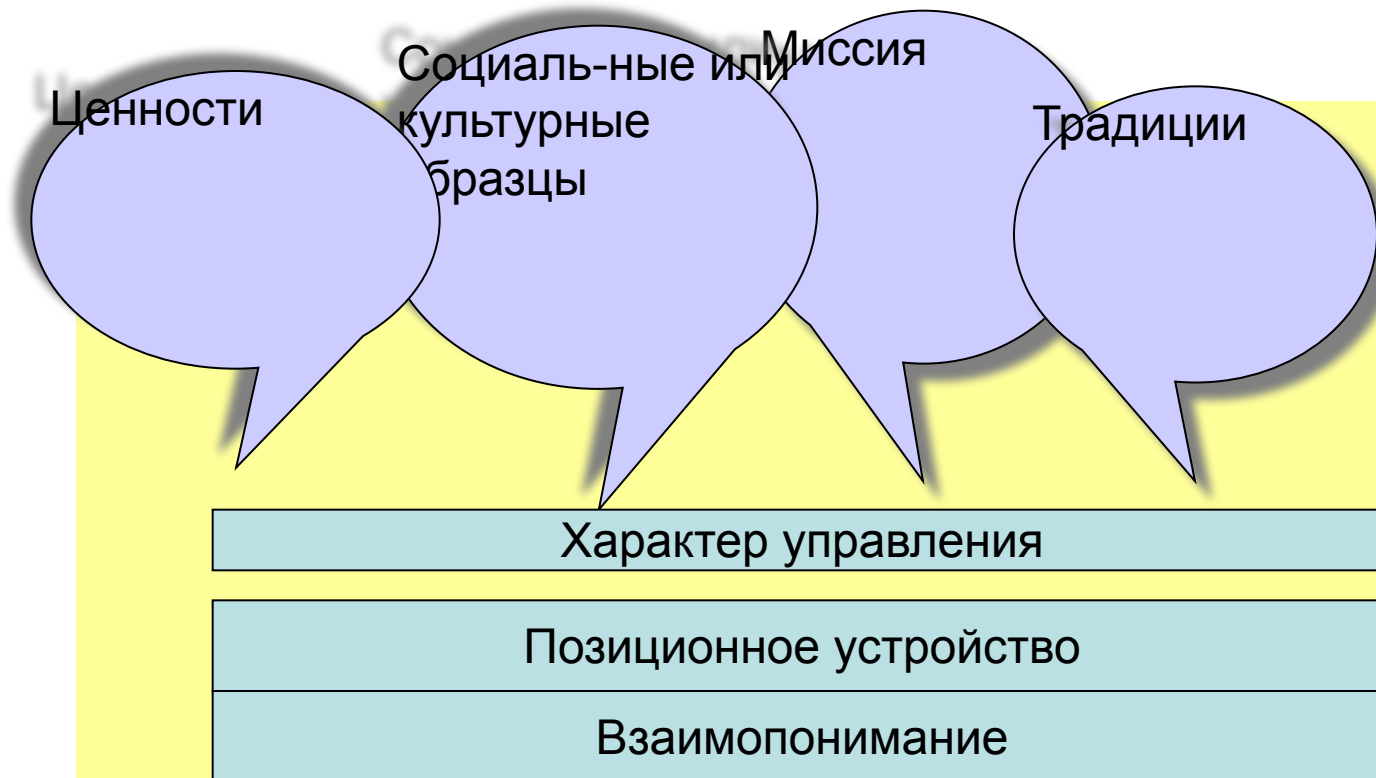 Ценности
Социаль-ные или
культурные
бразцы
Миссия
Традиции
Характер управления
Позиционное устройство
Взаимопонимание